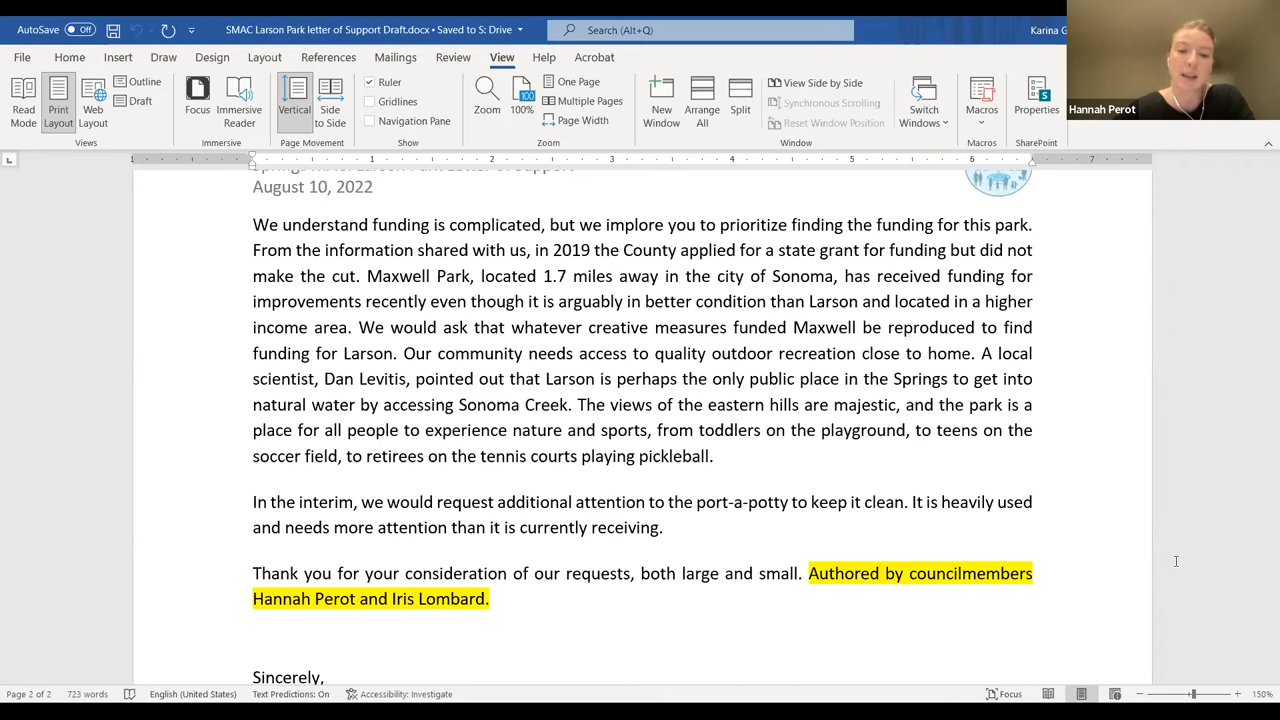 AutoSave Off SMAC Larson Park letter of Support Draft.docx • Saved to S: Drive Search (Alt+Q) Karina G
File Home Insert Draw Design Layout References Mailings Review View Help Acrobat
Read Mode
Print Layout
Web Layout
Outline
Draft
Views
Focus
Immersive Reader
Immersive
Vertical
Side to Side
Page Movement
Ruler
Gridlines
Navigation Pane
Show
Zoom
100
100%
One Page
Multiple Pages
Page Width
Zoom
New Window
Arrange All
Split
View Side by Side
Synchronous Scrolling
Reset Window Position
Window
Switch Windows
Macros
Macros
Properties
SharePoint
Hannah Perot
1 1 2 3 4 5 6 7
Springs MAC: Larson Park Letter of Support
August 10, 2022
We understand funding is complicated, but we implore you to prioritize finding the funding for this park.
From the information shared with us, in 2019 the County applied for a state grant for funding but did not
make the cut. Maxwell Park, located 1.7 miles away in the city of Sonoma, has received funding for
improvements recently even though it is arguably in better condition than Larson and located in a higher
income area. We would ask that whatever creative measures funded Maxwell be reproduced to find
funding for Larson. Our community needs access to quality outdoor recreation close to home. A local
scientist, Dan Levitis, pointed out that Larson is perhaps the only public place in the Springs to get into
natural water by accessing Sonoma Creek. The views of the eastern hills are majestic, and the park is a
place for all people to experience nature and sports, from toddlers on the playground, to teens on the
soccer field, to retirees on the tennis courts playing pickleball.
In the interim, we would request additional attention to the port-a-potty to keep it clean. It is heavily used
and needs more attention than it is currently receiving.
Thank you for your consideration of our requests, both large and small. Authored by councilmembers
Hannah Perot and Iris Lombard.
Sincerely,
Page 2 of 2 723 words English (United States) Text Predictions: On Accessibility: Investigate Focus 150%